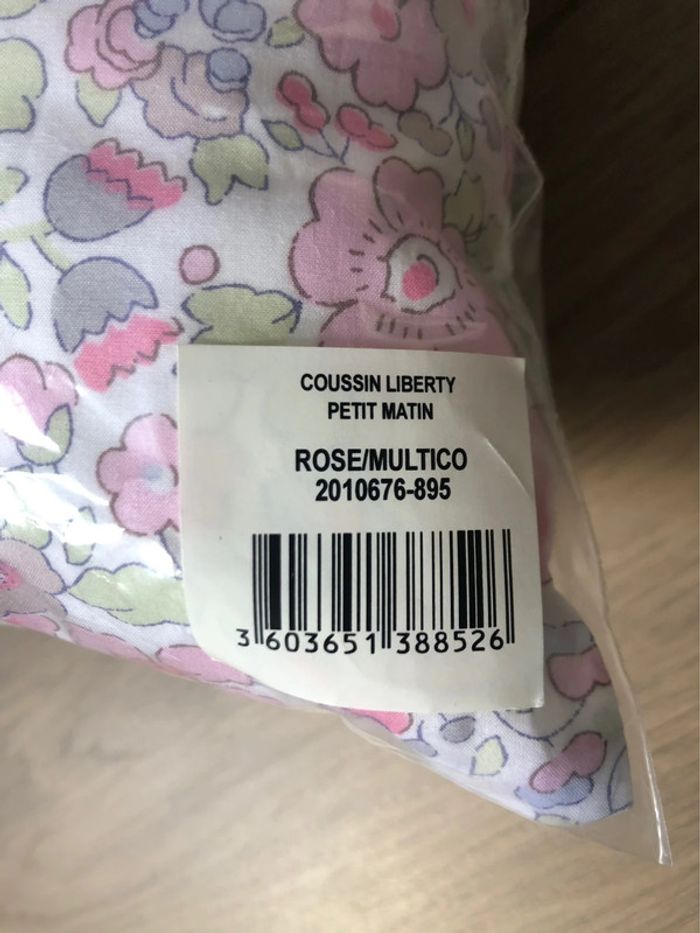 COUSSIN LIBERTY
PETIT MATIN
ROSE/MULTICO
2010676-895
3 603651 388526